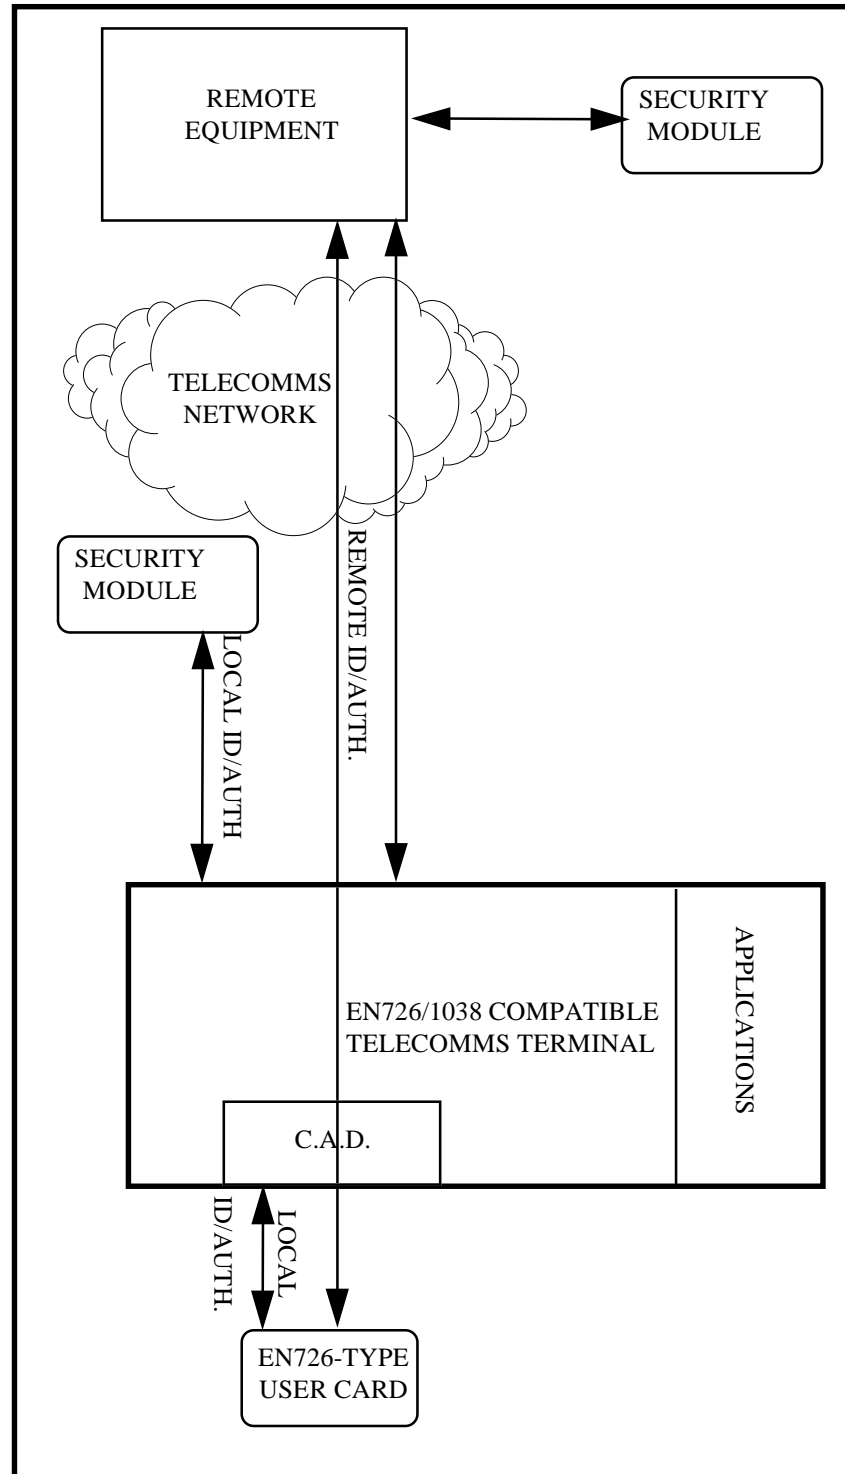 REMOTE
EQUIPMENT
SECURITY
MODULE
TELECOMMS
NETWORK
SECURITY
MODULE
LOCAL ID/AUTH
REMOTE ID/AUTH.
EN726/1038 COMPATIBLE
TELECOMMS TERMINAL
APPLICATIONS
C.A.D.
LOCAL
ID/AUTH.
EN726-TYPE
USER CARD